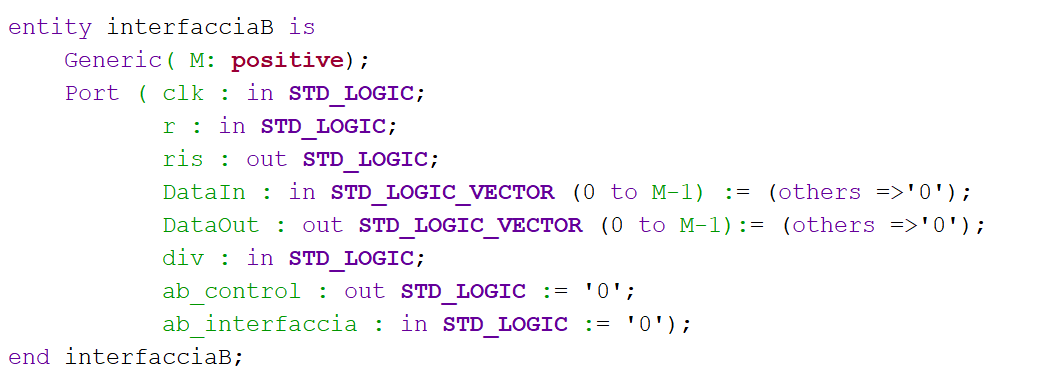 entity interfacciaB is
    Generic( M: positive);
    Port ( clk : in STD_LOGIC;
           r : in STD_LOGIC;
           ris : out STD_LOGIC;
           DataIn : in STD_LOGIC_VECTOR (0 to M-1) := (others =>'0');
           DataOut : out STD_LOGIC_VECTOR (0 to M-1):= (others =>'0');
           div : in STD_LOGIC;
           ab_control : out STD_LOGIC := '0';
           ab_interfaccia : in STD_LOGIC := '0');
end interfacciaB;